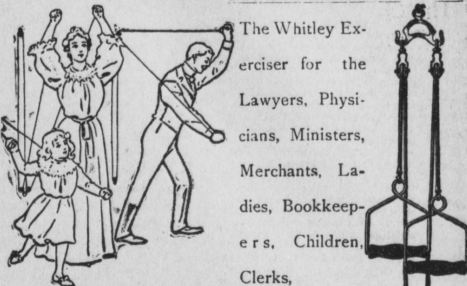 The Whitley Ex-
erciser for the
Lawyers, Physi-
cians, Ministers,
Merchants, La-
dies, Bookkeep-
ers, Children,
Clerks,